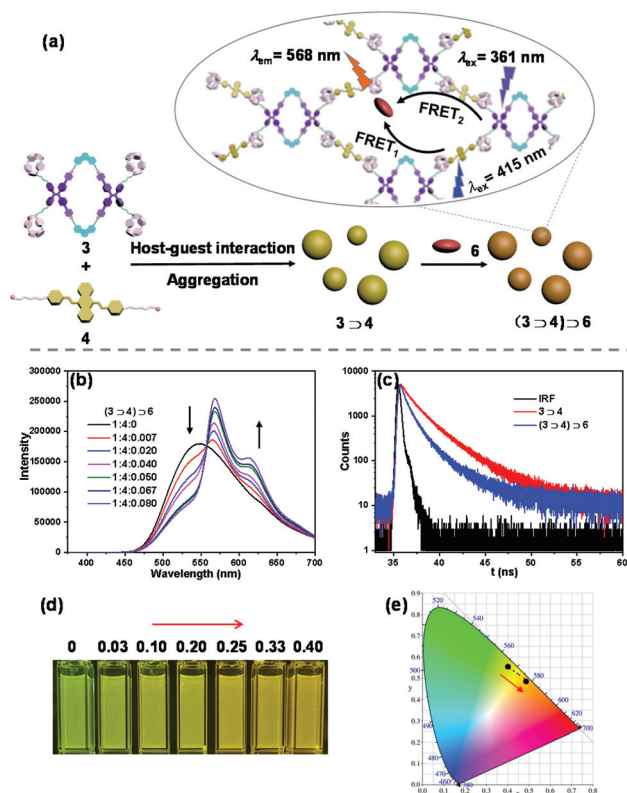 (a)
λem = 568 nm
λex = 361 nm
FRET2
FRET1
λex = 415 nm
3
+
4
Host-guest interaction
Aggregation
6
3 ⊃ 4
(3 ⊃ 4) ⊃ 6
(b)
(3 ⊃ 4) ⊃ 6
1:4:0
1:4:0.007
1:4:0.020
1:4:0.040
1:4:0.050
1:4:0.067
1:4:0.080
Intensity
300000
250000
200000
150000
100000
50000
0
400 450 500 550 600 650 700
Wavelength (nm)
(c)
IRF
3 ⊃ 4
(3 ⊃ 4) ⊃ 6
Counts
10000
1000
100
10
1
35 40 45 50 55 60
t (ns)
(d)
0 0.03 0.10 0.20 0.25 0.33 0.40
(e)
0.9
0.8
0.7
0.6
0.5
0.4
0.3
0.2
0.1
0.0
y
520
540
560
500
580
600
620
700
490
480
470
460
380
0.0 0.1 0.2 0.3 0.4 0.5 0.6 0.7 0.8